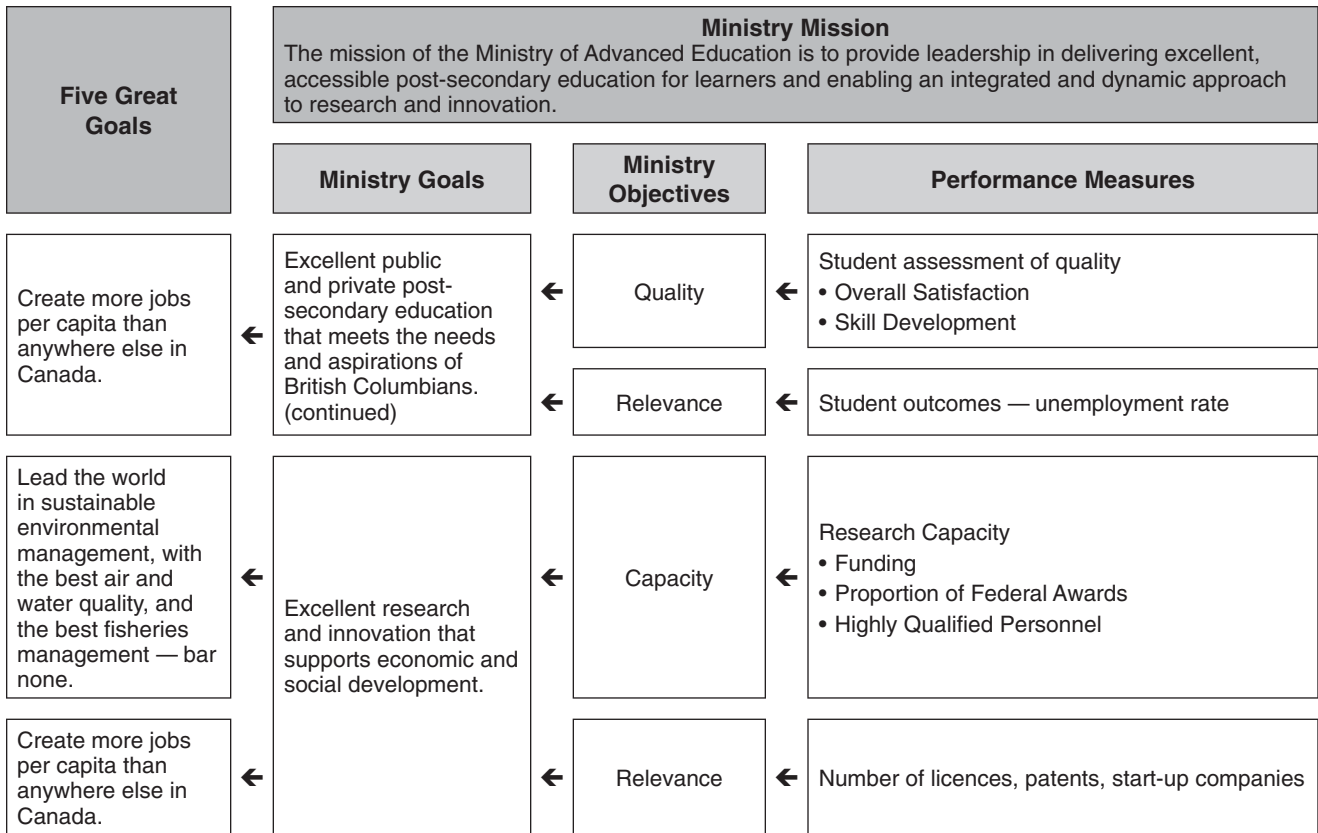 Five Great
Goals
Ministry Mission
The mission of the Ministry of Advanced Education is to provide leadership in delivering excellent,
accessible post-secondary education for learners and enabling an integrated and dynamic approach
to research and innovation.
Ministry Goals
Ministry
Objectives
Performance Measures
Create more jobs
per capita than
anywhere else in
Canada.
Excellent public
and private post-
secondary education
that meets the needs
and aspirations of
British Columbians.
(continued)
Quality
Student assessment of quality
• Overall Satisfaction
• Skill Development
Relevance
Student outcomes — unemployment rate
Lead the world
in sustainable
environmental
management, with
the best air and
water quality, and
the best fisheries
management — bar
none.
Excellent research
and innovation that
supports economic and
social development.
Capacity
Research Capacity
• Funding
• Proportion of Federal Awards
• Highly Qualified Personnel
Create more jobs
per capita than
anywhere else in
Canada.
Relevance
Number of licences, patents, start-up companies